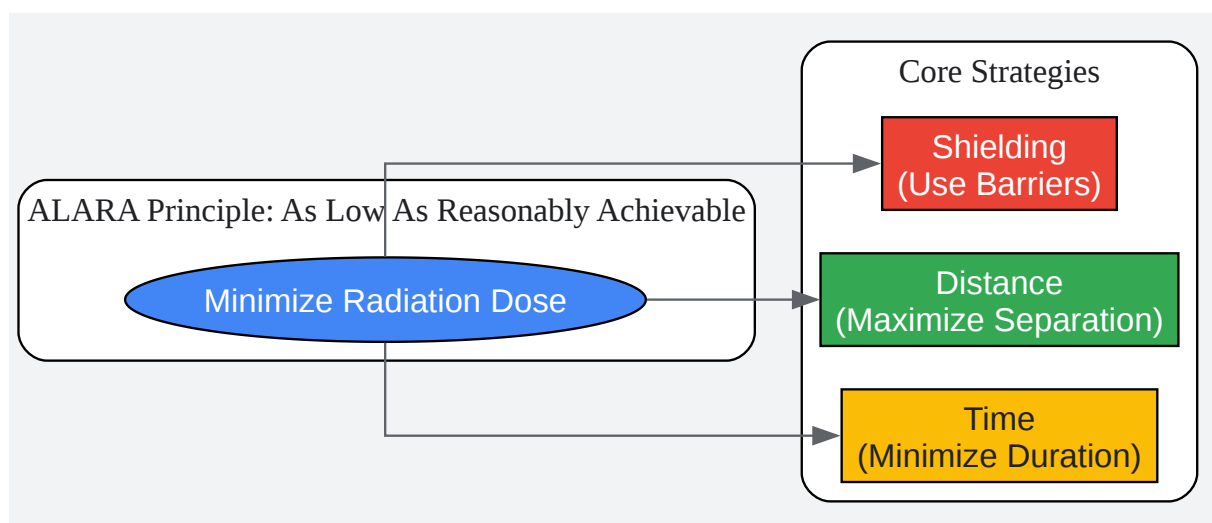 Core Strategies
Shielding
(Use Barriers)
ALARA Principle: As Low As Reasonably Achievable
Minimize Radiation Dose
Distance
(Maximize Separation)
Time
(Minimize Duration)